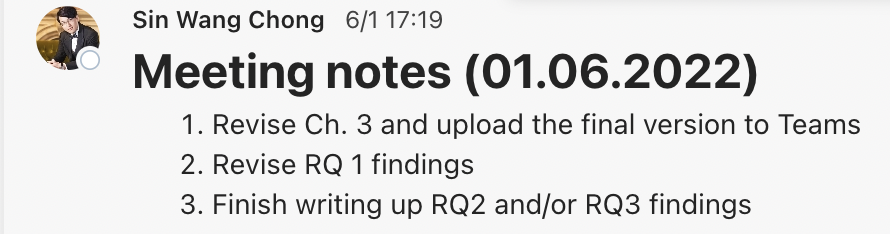 Sin Wang Chong 6/1 17:19
Meeting notes (01.06.2022)
1. Revise Ch. 3 and upload the final version to Teams
2. Revise RQ 1 findings
3. Finish writing up RQ2 and/or RQ3 findings